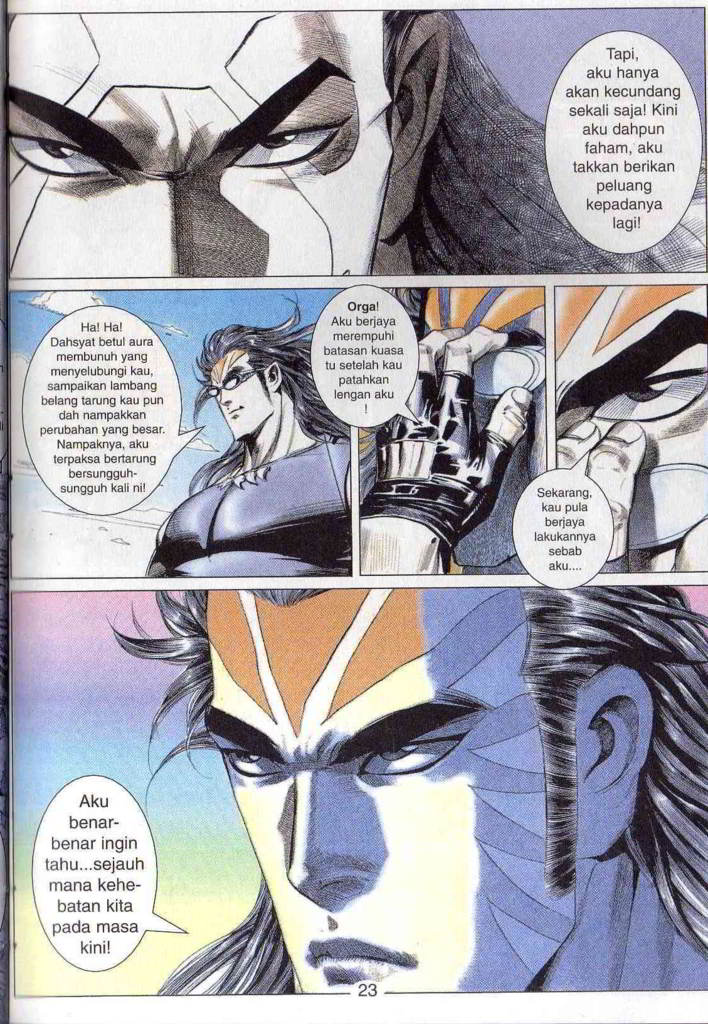 Tapi,
aku hanya
akan kecundang
sekali saja! Kini
aku dahpun
faham, aku
takkan berikan
peluang
kepadanya
lagi!
Ha! Ha!
Dahsyat betul aura
membunuh yang
menyelubungi kau,
sampaikan lambang
belang tarung kau pun
dah nampakkan
perubahan yang besar.
Nampaknya, aku
terpaksa bertarung
bersungguh-
sungguh kali ni!
Orga!
Aku berjaya
merempuhi
batasan kuasa
tu setelah kau
patahkan
lengan aku
!
Sekarang,
kau pula
berjaya
lakukannya
sebab
aku....
Aku
benar-
benar ingin
tahu...sejauh
mana kehe-
batan kita
pada masa
kini!
23